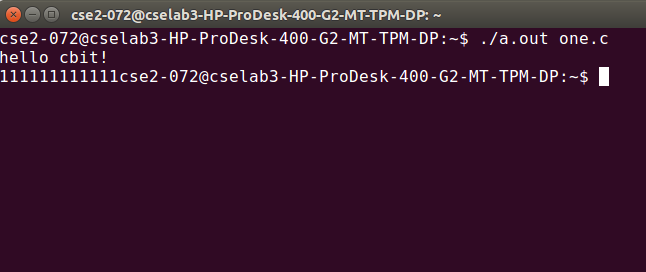 cse2-072@cselab3-HP-ProDesk-400-G2-MT-TPM-DP: ~
cse2-072@cselab3-HP-ProDesk-400-G2-MT-TPM-DP:~$ ./a.out one.c
hello cbit!
111111111111cse2-072@cselab3-HP-ProDesk-400-G2-MT-TPM-DP:~$